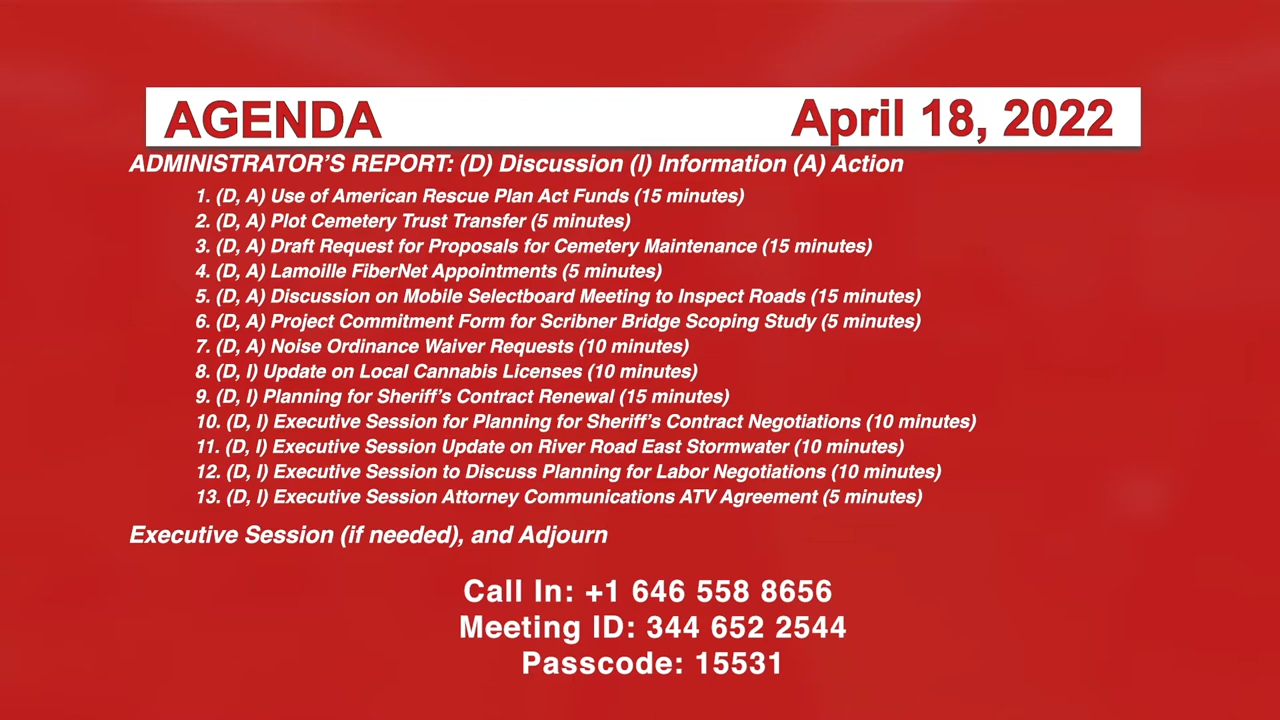 AGENDA April 18, 2022
ADMINISTRATOR'S REPORT: (D) Discussion (I) Information (A) Action
1. (D, A) Use of American Rescue Plan Act Funds (15 minutes)
2. (D, A) Plot Cemetery Trust Transfer (5 minutes)
3. (D, A) Draft Request for Proposals for Cemetery Maintenance (15 minutes)
4. (D, A) Lamoille FiberNet Appointments (5 minutes)
5. (D, A) Discussion on Mobile Selectboard Meeting to Inspect Roads (15 minutes)
6. (D, A) Project Commitment Form for Scribner Bridge Scoping Study (5 minutes)
7. (D, A) Noise Ordinance Waiver Requests (10 minutes)
8. (D, I) Update on Local Cannabis Licenses (10 minutes)
9. (D, I) Planning for Sheriff's Contract Renewal (15 minutes)
10. (D, I) Executive Session for Planning for Sheriff's Contract Negotiations (10 minutes)
11. (D, I) Executive Session Update on River Road East Stormwater (10 minutes)
12. (D, I) Executive Session to Discuss Planning for Labor Negotiations (10 minutes)
13. (D, I) Executive Session Attorney Communications ATV Agreement (5 minutes)
Executive Session (if needed), and Adjourn
Call In: +1 646 558 8656
Meeting ID: 344 652 2544
Passcode: 15531